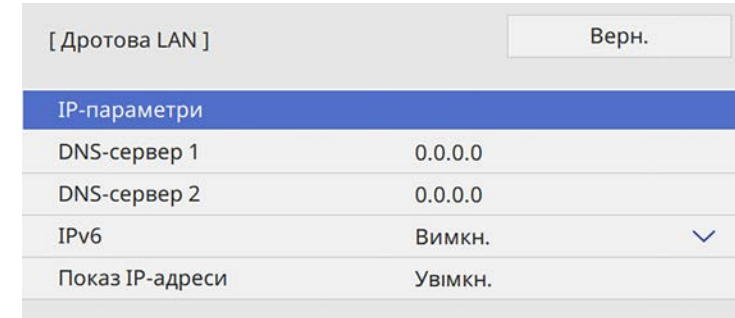 [ Дротова LAN ] Верн.
IP-параметри
DNS-сервер 1 0.0.0.0
DNS-сервер 2 0.0.0.0
IPv6 Вимкн.
Показ IP-адреси Увімкн.